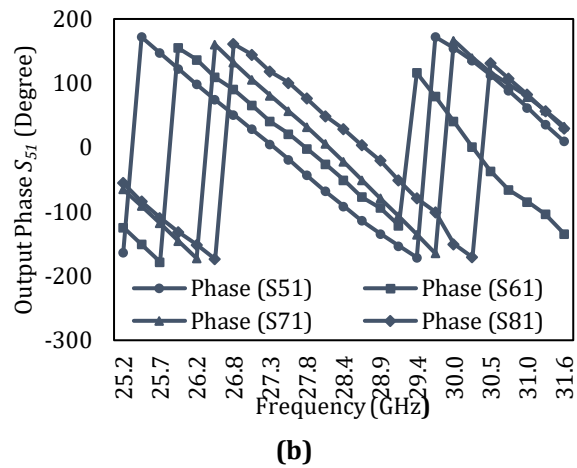 200
100
0
-100
-200
-300
Output Phase S51 (Degree)
Phase (S51)
Phase (S61)
Phase (S71)
Phase (S81)
25.2
25.7
26.2
26.8
27.3
27.8
28.4
28.9
29.4
30.0
30.5
31.0
31.6
Frequency (GHz)
(b)